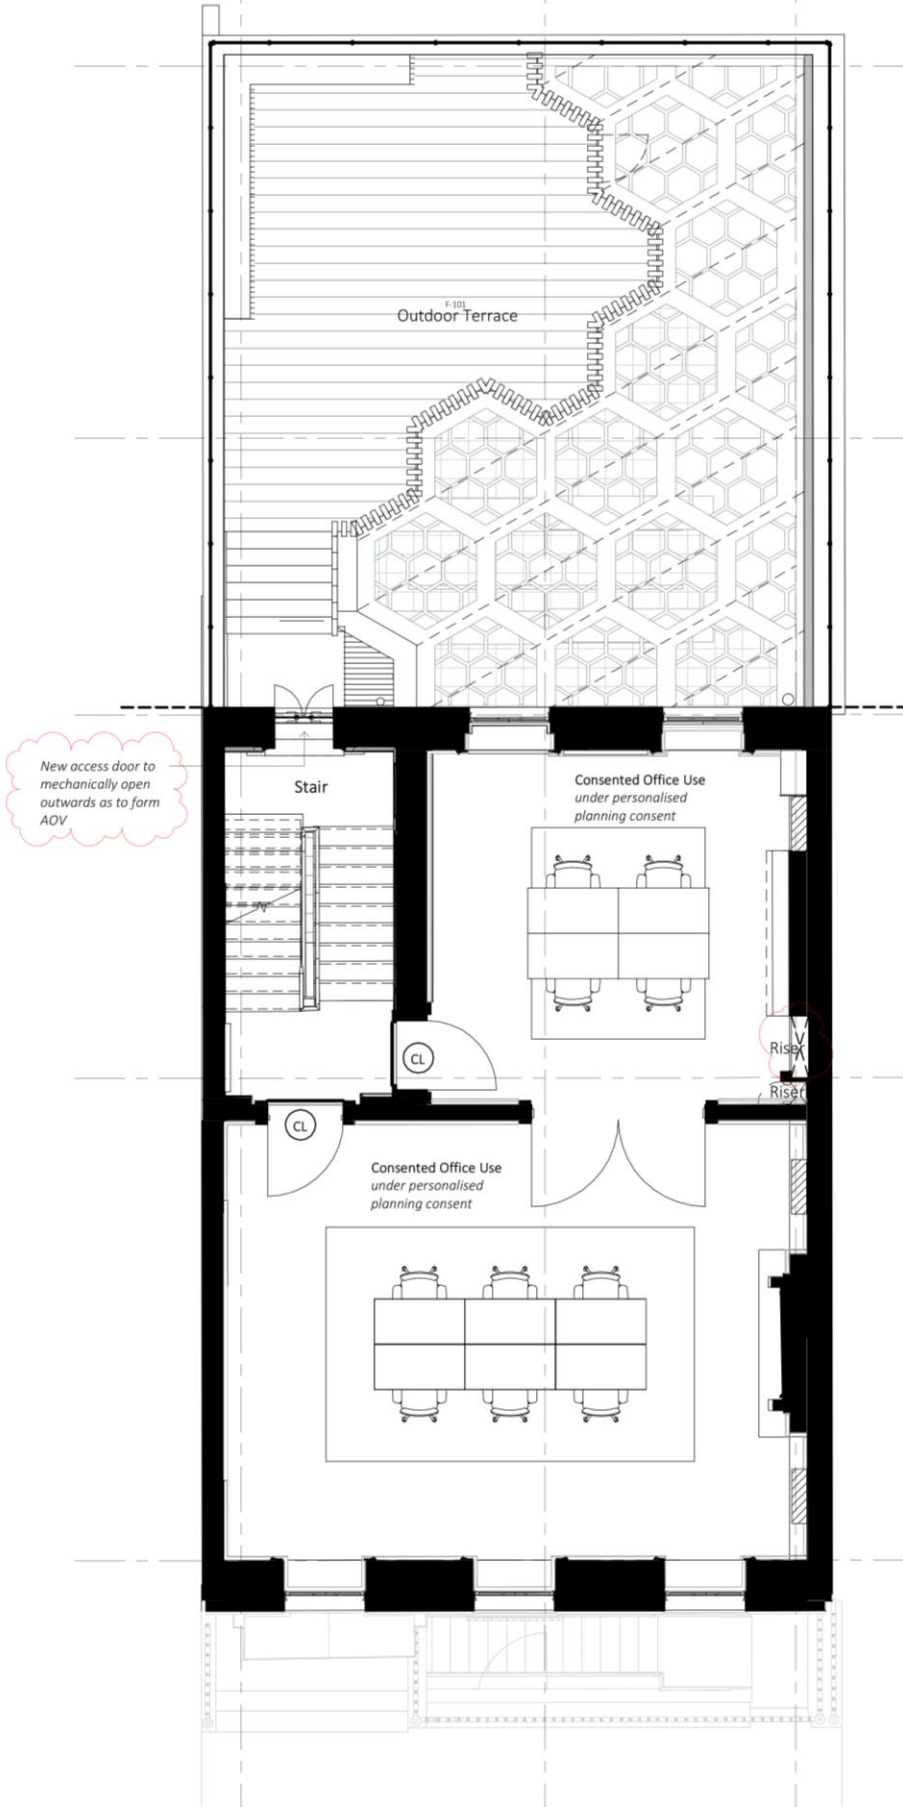 F-101
Outdoor Terrace
New access door to
mechanically open
outwards as to form
AOV
Stair
Consented Office Use
under personalised
planning consent
CL
Riser
Riser
CL
Consented Office Use
under personalised
planning consent